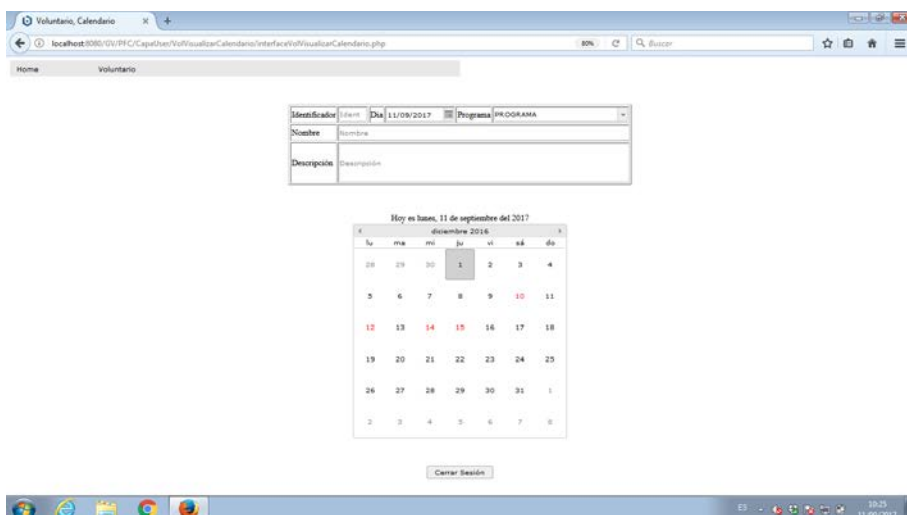 Voluntario, Calendario
localhost:8080/GV/PFC/CapaUser/VolVisualizarCalendario/interfaceVolVisualizarCalendario.php 80% Buscar
Home Voluntario
Identificador Ident Dia 11/09/2017 Programa PROGRAMA
Nombre Nombre
Descripción Descripción
Hoy es lunes, 11 de septiembre del 2017
diciembre 2016
lu ma mi ju vi sá do
28 29 30 1 2 3 4
5 6 7 8 9 10 11
12 13 14 15 16 17 18
19 20 21 22 23 24 25
26 27 28 29 30 31 1
2 3 4 5 6 7 8
Cerrar Sesión
ES 10:25
11/09/2017